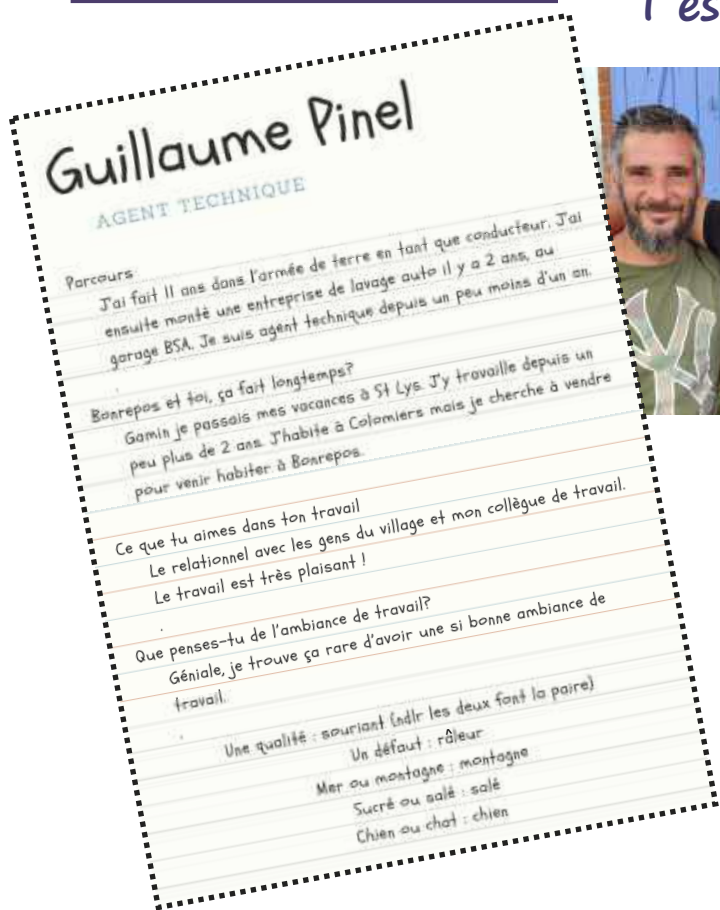 T'es
Guillaume Pinel
AGENT TECHNIQUE
Parcours
J'ai fait 11 ans dans l'armée de terre en tant que conducteur. J'ai
ensuite monté une entreprise de lavage auto il y a 2 ans, au
garage BSA. Je suis agent technique depuis un peu moins d'un an.
.
Bonrepos et toi, ça fait longtemps?
Gamin je passais mes vacances à St Lys. J'y travaille depuis un
peu plus de 2 ans. J'habite à Colomiers mais je cherche à vendre
pour venir habiter à Bonrepos.
Ce que tu aimes dans ton travail
Le relationnel avec les gens du village et mon collègue de travail.
Le travail est très plaisant !
.
Que penses-tu de l'ambiance de travail?
Géniale, je trouve ça rare d'avoir une si bonne ambiance de
travail.
.
Une qualité : souriant (ndlr les deux font la paire)
Un défaut : râleur
Mer ou montagne : montagne
Sucré ou salé : salé
Chien ou chat : chien